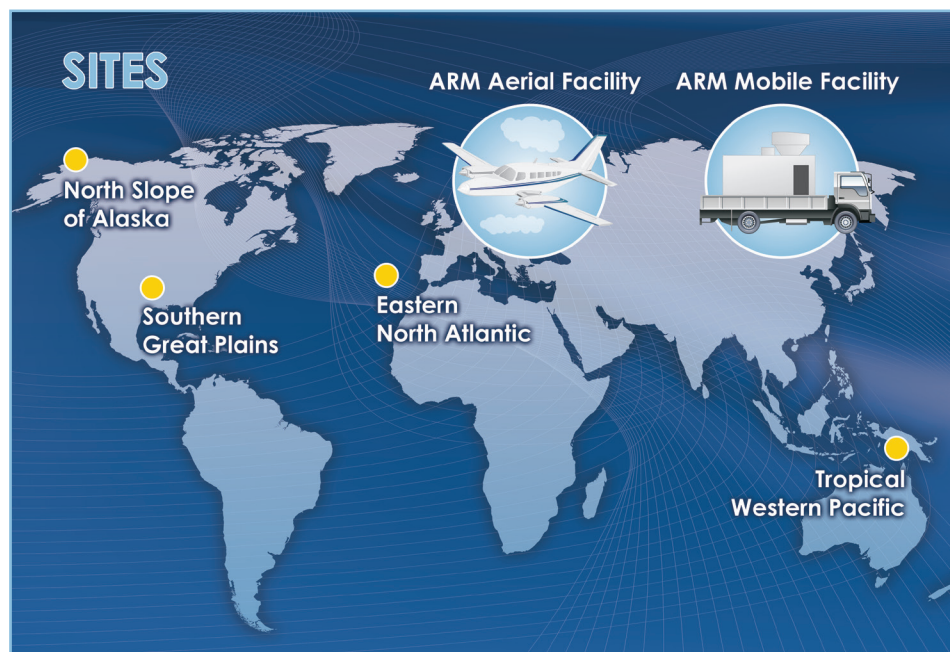 SITES
ARM Aerial Facility
ARM Mobile Facility
North Slope
of Alaska
Southern
Great Plains
Eastern
North Atlantic
Tropical
Western Pacific